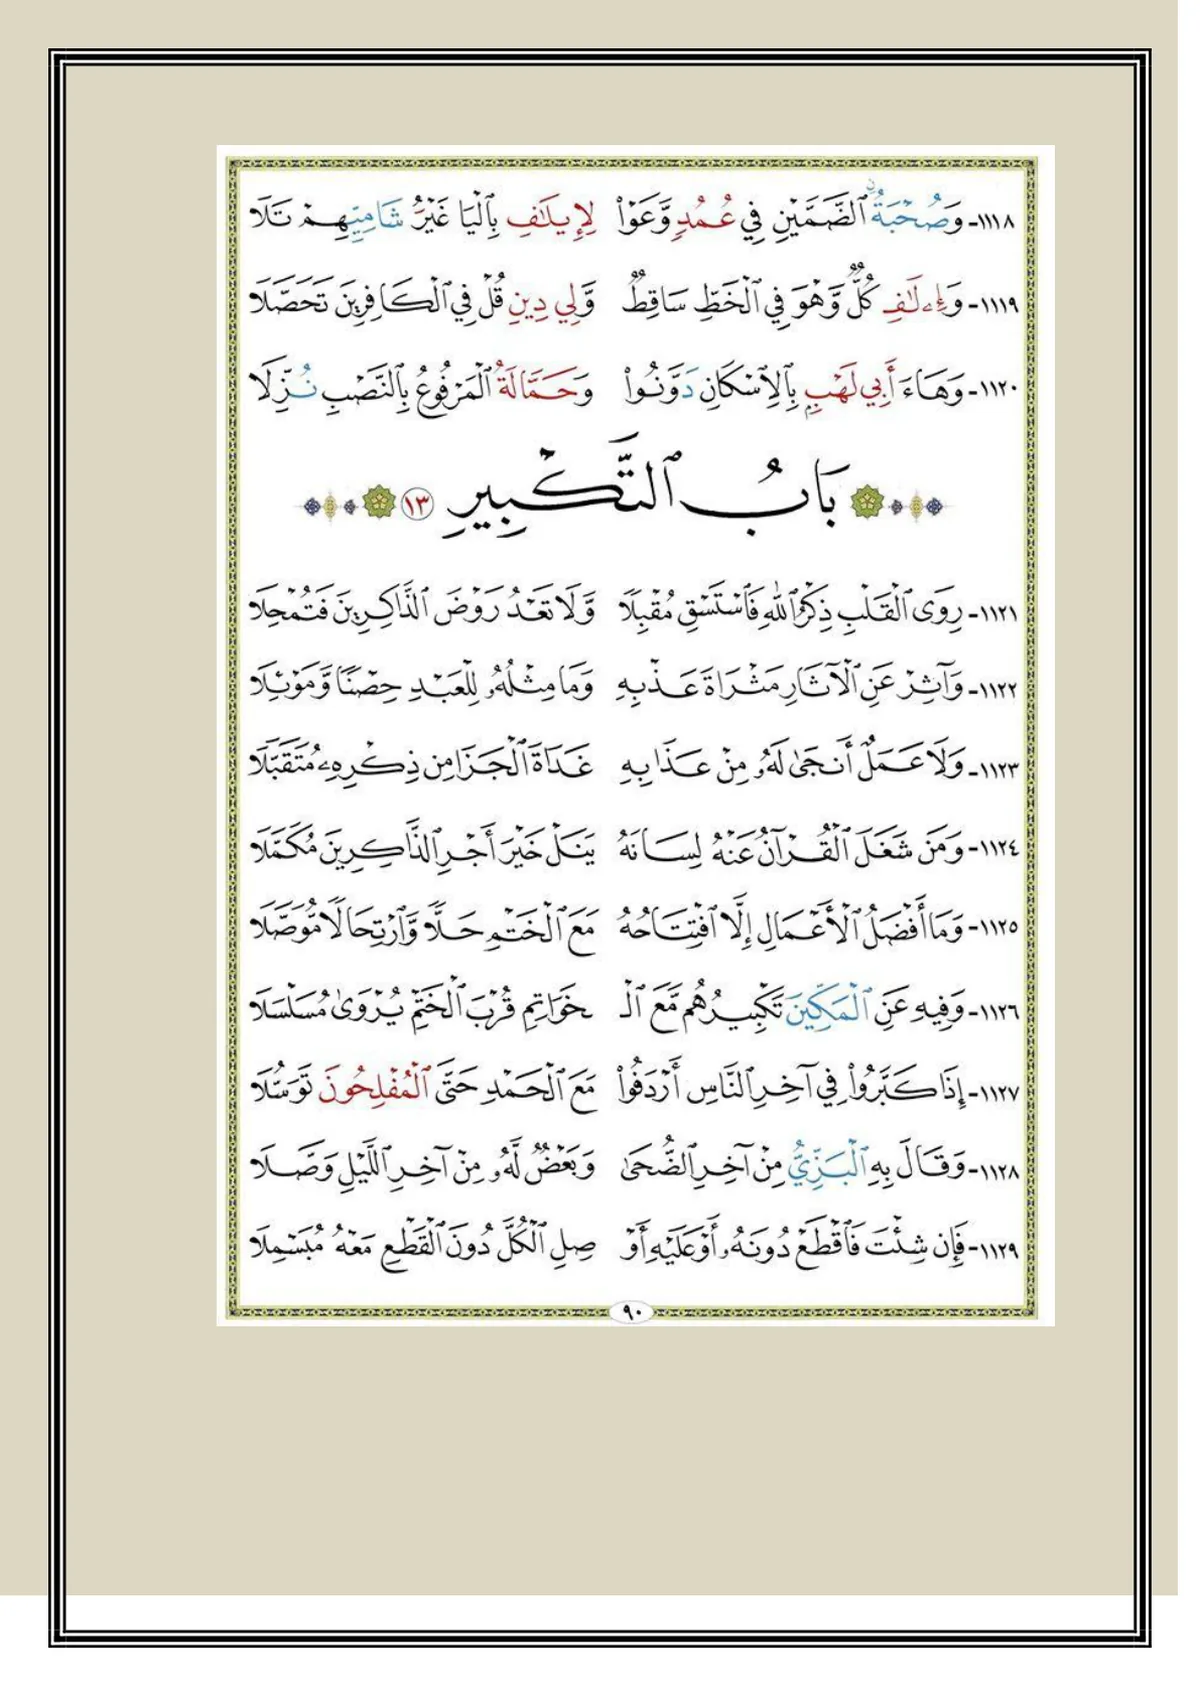 ١١١٨- وَصُحْبَةٌ ٱلضَّمَّيْنِ فِي عُمُدٍ وَّعَوْا۟ لِإِيلَٰفِ بِٱلْيَا غَيْرُ شَامِيِّهِمْ تَلَا
١١١٩- وَإِۦلَٰفِ كُلٌّ وَّهْوَ فِي ٱلْخَطِّ سَاقِطٌ وَّلِي دِينِ قُلْ فِي ٱلْكَافِرِينَ تَحَصَّلَا
١١٢٠- وَهَاءَ أَبِي لَهْبٍ بِٱلِٱسْكَانِ دَوَّنُوا۟ وَحَمَّالَةُ ٱلْمَرْفُوعُ بِٱلنَّصْبِ نُزِّلَا
بَابُ ٱلتَّكْبِيرِ ١٣
١١٢١- رِوَى ٱلْقَلْبِ ذِكْرُ ٱللَّهِ فَٱسْتَسْقِ مُقْبِلَا وَّلَا تَعْدُ رَوْضَ ٱلذَّاكِرِينَ فَتُمْحِلَا
١١٢٢- وَآثِرْ عَنِ ٱلْآثَارِ مَثْرَاةَ عَذْبِهِ وَمَا مِثْلُهُۥ لِلْعَبْدِ حِصْنًا وَّمَوْئِلَا
١١٢٣- وَلَا عَمَلٌ أَنجَىٰ لَهُۥ مِنْ عَذَابِهِ غَدَاةَ ٱلْجَزَا مِن ذِكْرِهِۦ مُتَقَبَّلَا
١١٢٤- وَمَن شَغَلَ ٱلْقُرْآنُ عَنْهُ لِسَانَهُ يَنَلْ خَيْرَ أَجْرِ ٱلذَّاكِرِينَ مُكَمَّلَا
١١٢٥- وَمَا أَفْضَلُ ٱلْأَعْمَالِ إِلَّا ٱفْتِتَاحُهُ مَعَ ٱلْخَتْمِ حَلًّا وَّٱرْتِحَالًا مُّوَصَّلَا
١١٢٦- وَفِيهِ عَنِ ٱلْمَكِّينَ تَكْبِيرُهُم مَّعَ ٱلْـ ـخَوَاتِمِ قُرْبَ ٱلْخَتْمِ يُرْوَىٰ مُسَلْسَلَا
١١٢٧- إِذَا كَبَّرُوا۟ فِي آخِرِ ٱلنَّاسِ أَرْدَفُوا۟ مَعَ ٱلْحَمْدِ حَتَّى ٱلْمُفْلِحُونَ تَوَسُّلَا
١١٢٨- وَقَالَ بِهِ ٱلْبَزِّيُّ مِنْ آخِرِ ٱلضُّحَىٰ وَبَعْضٌ لَّهُۥ مِنْ آخِرِ ٱللَّيْلِ وَصَّلَا
١١٢٩- فَإِن شِئْتَ فَٱقْطَعْ دُونَهُۥ أَوْ عَلَيْهِ أَوْ صِلِ ٱلْكُلَّ دُونَ ٱلْقَطْعِ مَعْهُ مُبَسْمِلَا
٩٠